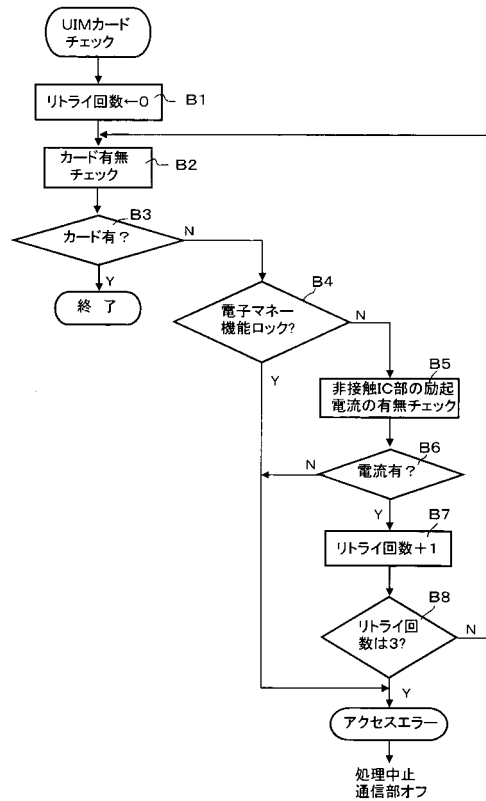 UIMカード
チェック
リトライ回数←0
B1
カード有無
チェック
B2
B3
カード有？
N
Y
終 了
B4
電子マネー
機能ロック?
N
Y
B5
非接触IC部の励起
電流の有無チェック
B6
電流有？
N
Y
B7
リトライ回数＋1
B8
リトライ回
数は3?
N
Y
アクセスエラー
処理中止
通信部オフ